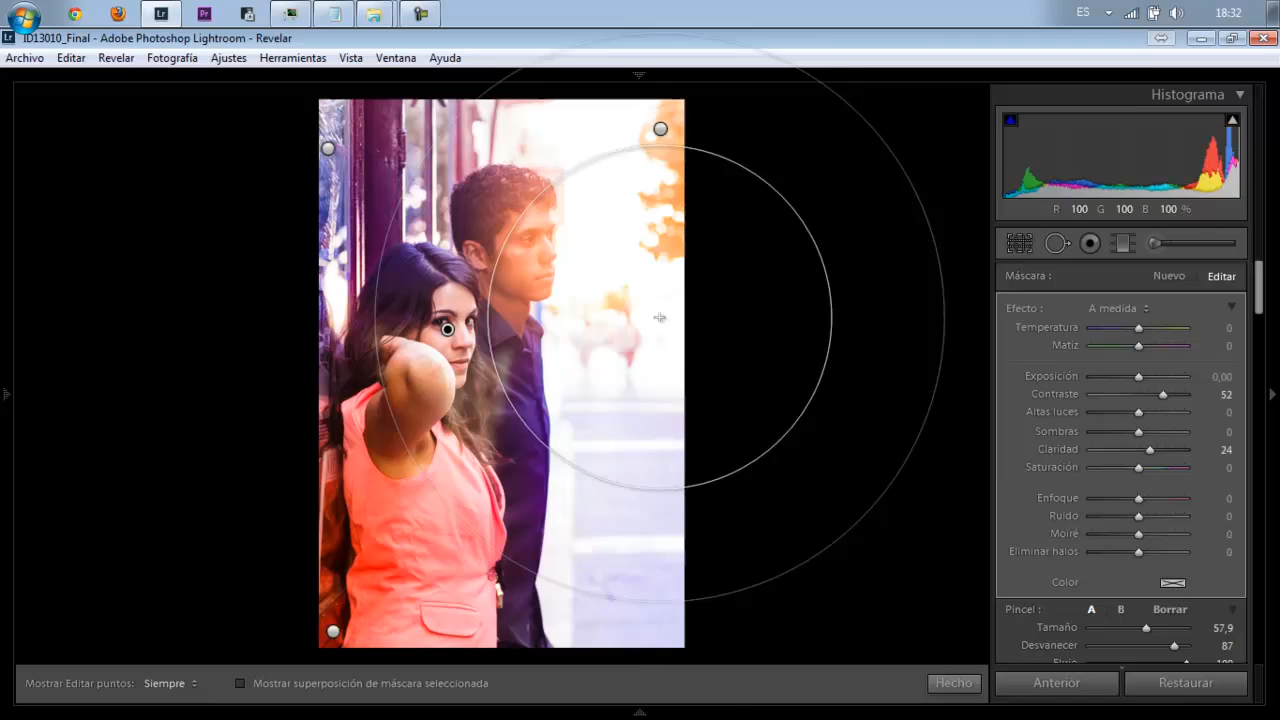 ES 18:32
ID13010_Final - Adobe Photoshop Lightroom - Revelar
Archivo Editar Revelar Fotografía Ajustes Herramientas Vista Ventana Ayuda
Histograma
R 100 G 100 B 100 %
Máscara: Nuevo Editar
Efecto: A medida
Temperatura 0
Matiz 0
Exposición 0,00
Contraste 52
Altas luces 0
Sombras 0
Claridad 24
Saturación 0
Enfoque 0
Ruido 0
Moiré 0
Eliminar halos 0
Color
Pincel: A B Borrar
Tamaño 57,9
Desvanecer 87
Mostrar Editar puntos: Siempre Mostrar superposición de máscara seleccionada Hecho
Anterior Restaurar